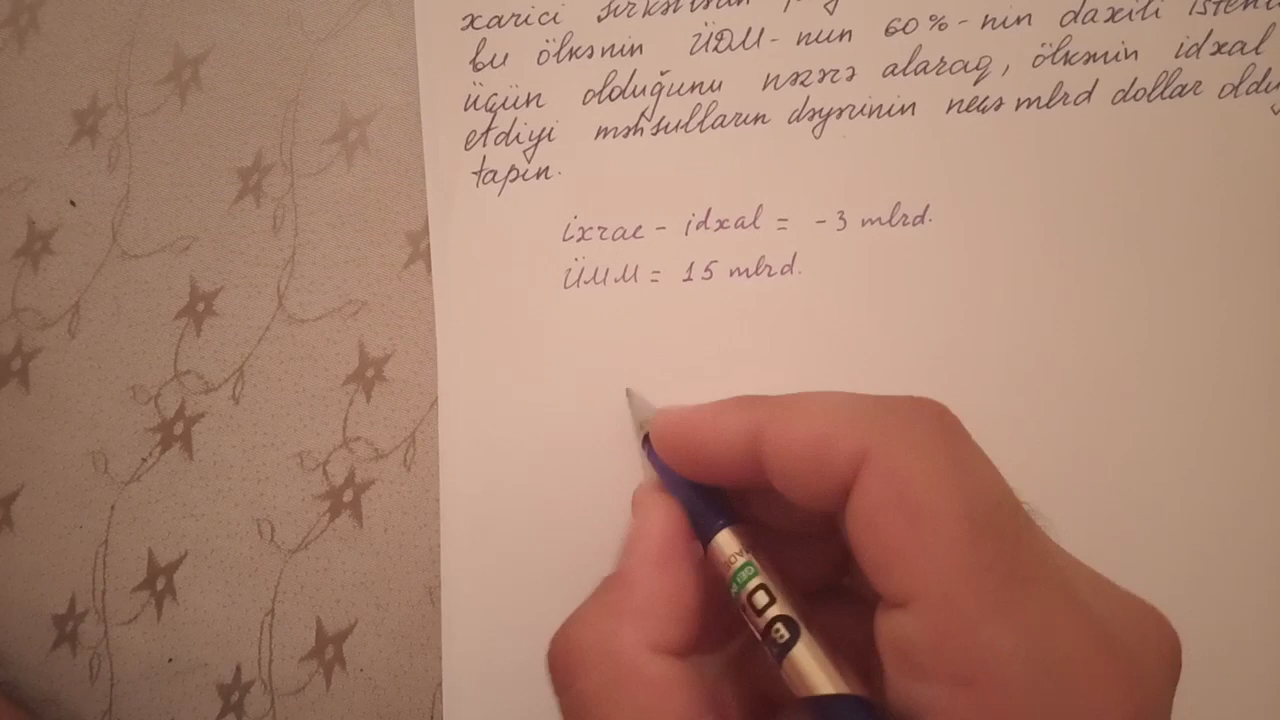 xarici
bu ölkənin ÜDM-nun 60%-nin daxili
üçün olduğunu nəzərə alaraq, ölkənin idxal
etdiyi məhsulların dəyərinin neçə mlrd dollar
tapın.
ixrac - idxal = -3 mlrd.
ÜMM = 15 mlrd.